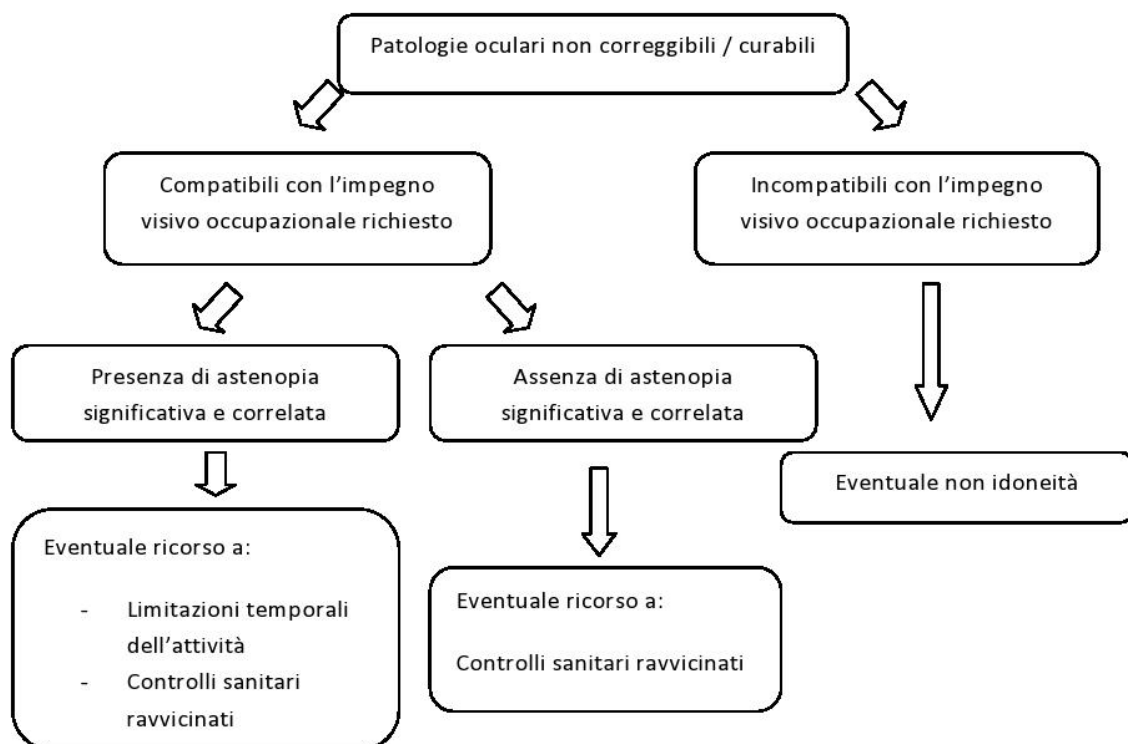 Patologie oculari non correggibili / curabili
Compatibili con l'impegno
visivo occupazionale richiesto
Incompatibili con l'impegno
visivo occupazionale richiesto
Presenza di astenopia
significativa e correlata
Assenza di astenopia
significativa e correlata
Eventuale non idoneità
Eventuale ricorso a:
- Limitazioni temporali
dell'attività
- Controlli sanitari
ravvicinati
Eventuale ricorso a:
Controlli sanitari ravvicinati